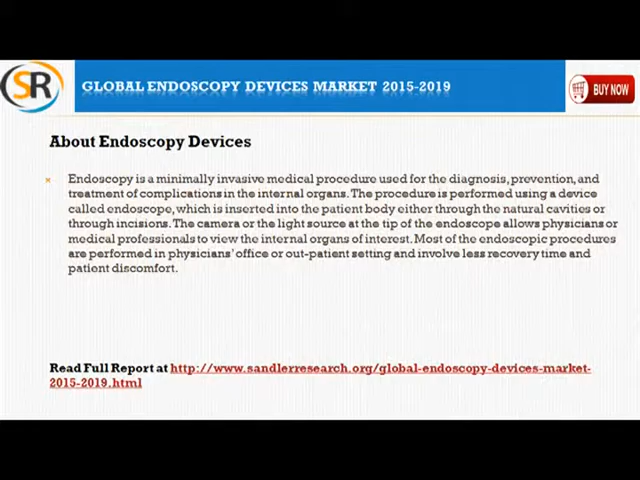 SR
GLOBAL ENDOSCOPY DEVICES MARKET 2015-2019
BUY NOW
About Endoscopy Devices
Endoscopy is a minimally invasive medical procedure used for the diagnosis, prevention, and
treatment of complications in the internal organs. The procedure is performed using a device
called endoscope, which is inserted into the patient body either through the natural cavities or
through incisions. The camera or the light source at the tip of the endoscope allows physicians or
medical professionals to view the internal organs of interest. Most of the endoscopic procedures
are performed in physicians' office or out-patient setting and involve less recovery time and
patient discomfort.
Read Full Report at http://www.sandlerresearch.org/global-endoscopy-devices-market-
2015-2019.html